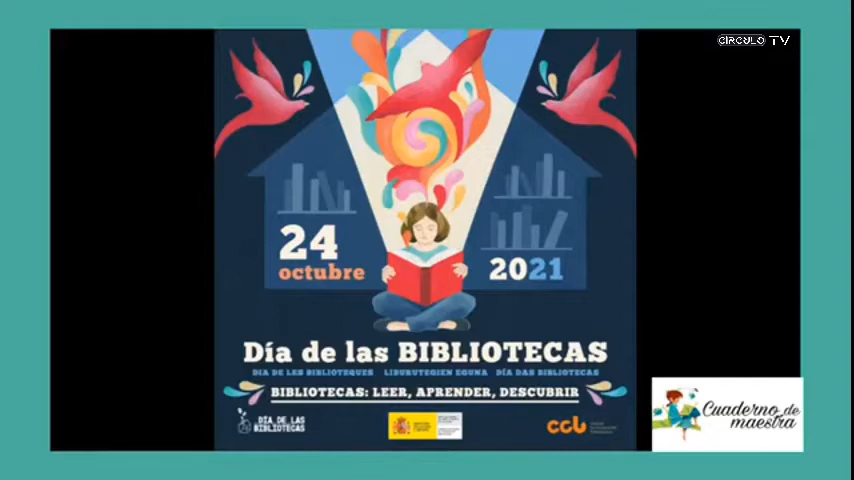 CÍRCULO TV
24
octubre
2021
Día de las BIBLIOTECAS
DIA DE LES BIBLIOTEQUES LIBURUTEGIEN EGUNA DÍA DAS BIBLIOTECAS
BIBLIOTECAS: LEER, APRENDER, DESCUBRIR
DÍA DE LAS
BIBLIOTECAS
ccb
Cuaderno de
maestra